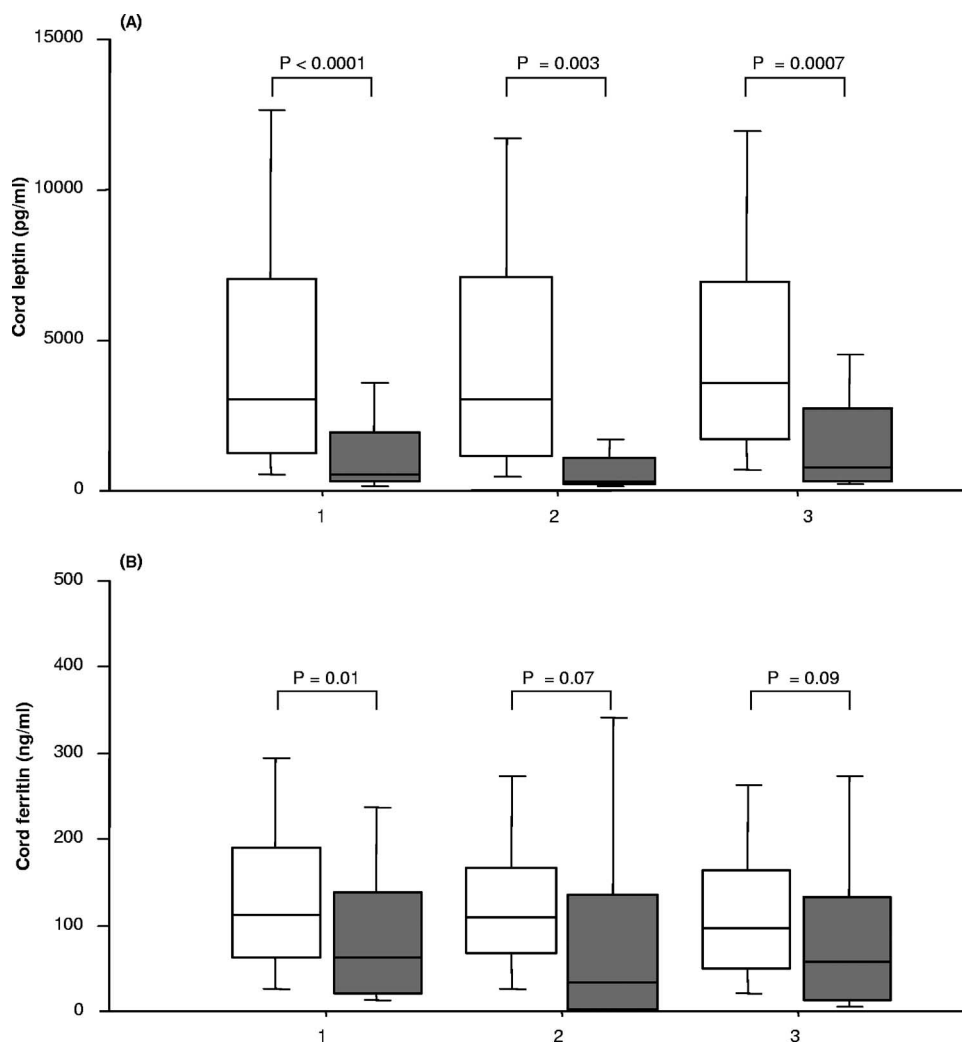 (A)
15000
P < 0.0001
P = 0.003
P = 0.0007
10000
Cord leptin (pg/ml)
5000
0
1
2
3
(B)
500
400
P = 0.01
P = 0.07
P = 0.09
300
Cord ferritin (ng/ml)
200
100
0
1
2
3